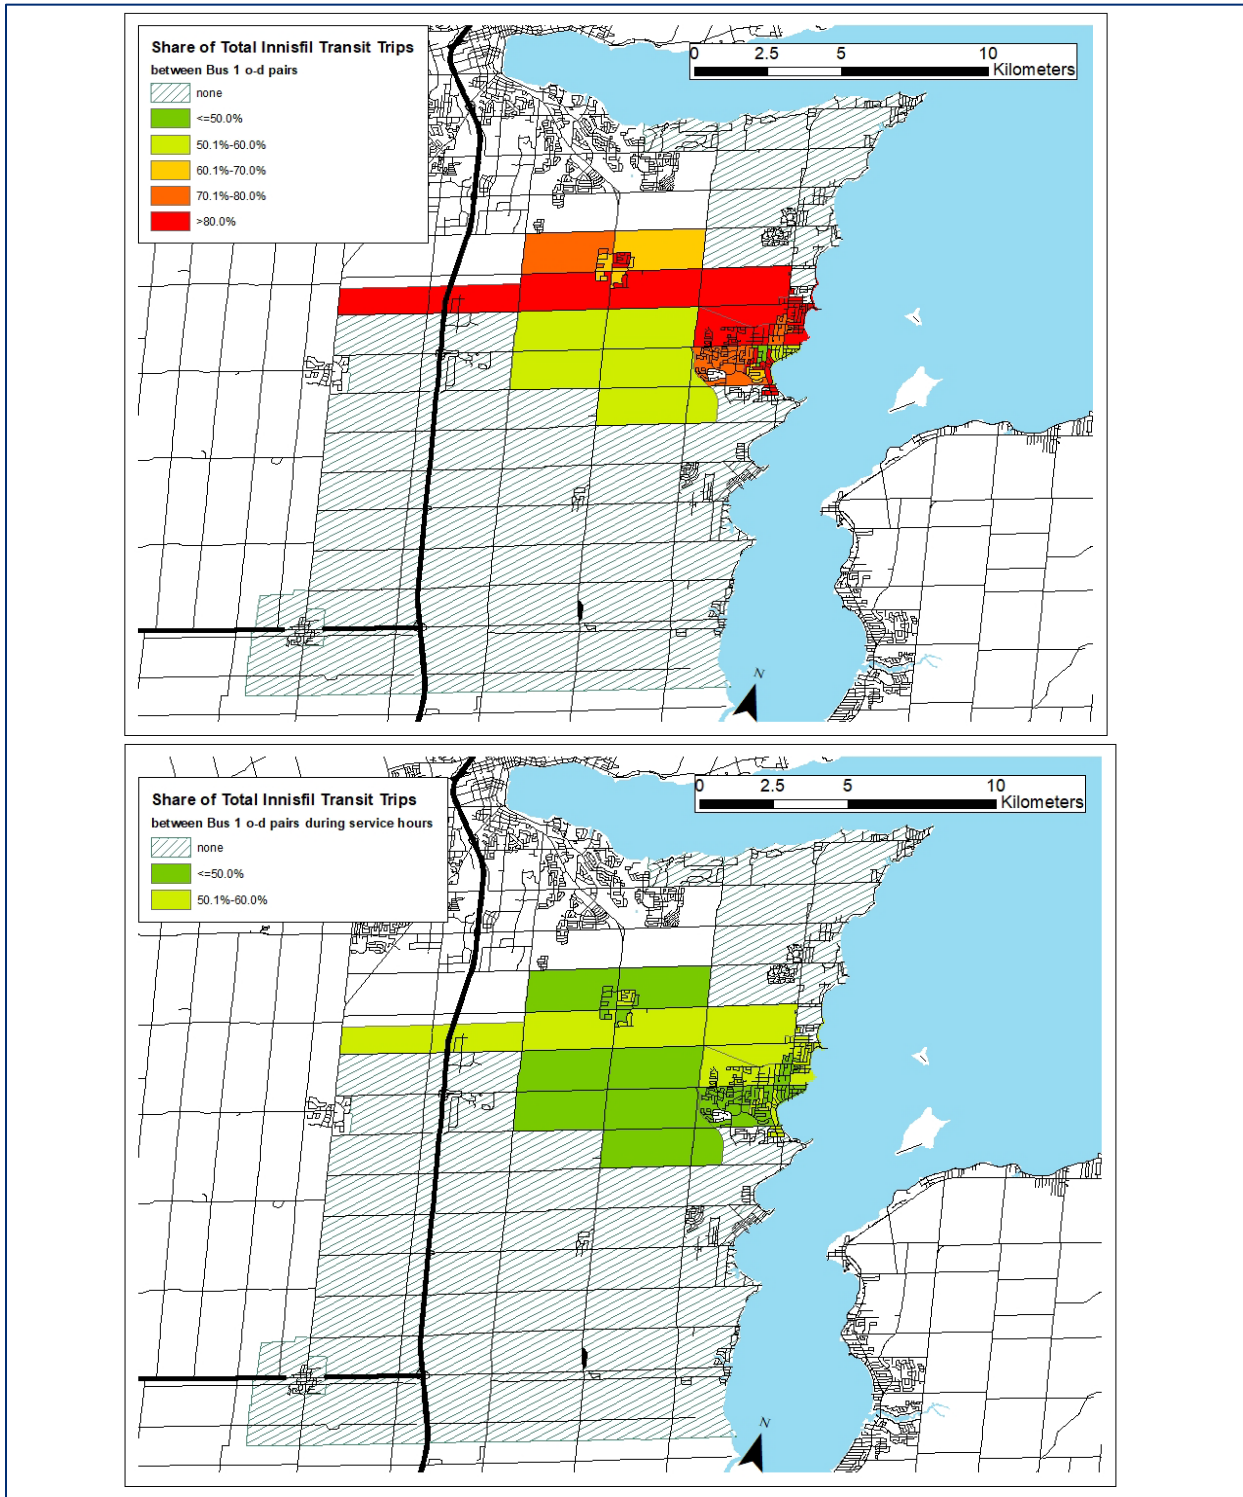 Share of Total Innisfil Transit Trips
between Bus 1 o-d pairs
none
<=50.0%
50.1%-60.0%
60.1%-70.0%
70.1%-80.0%
>80.0%
0 2.5 5 10
Kilometers
N
Share of Total Innisfil Transit Trips
between Bus 1 o-d pairs during service hours
none
<=50.0%
50.1%-60.0%
0 2.5 5 10
Kilometers
N